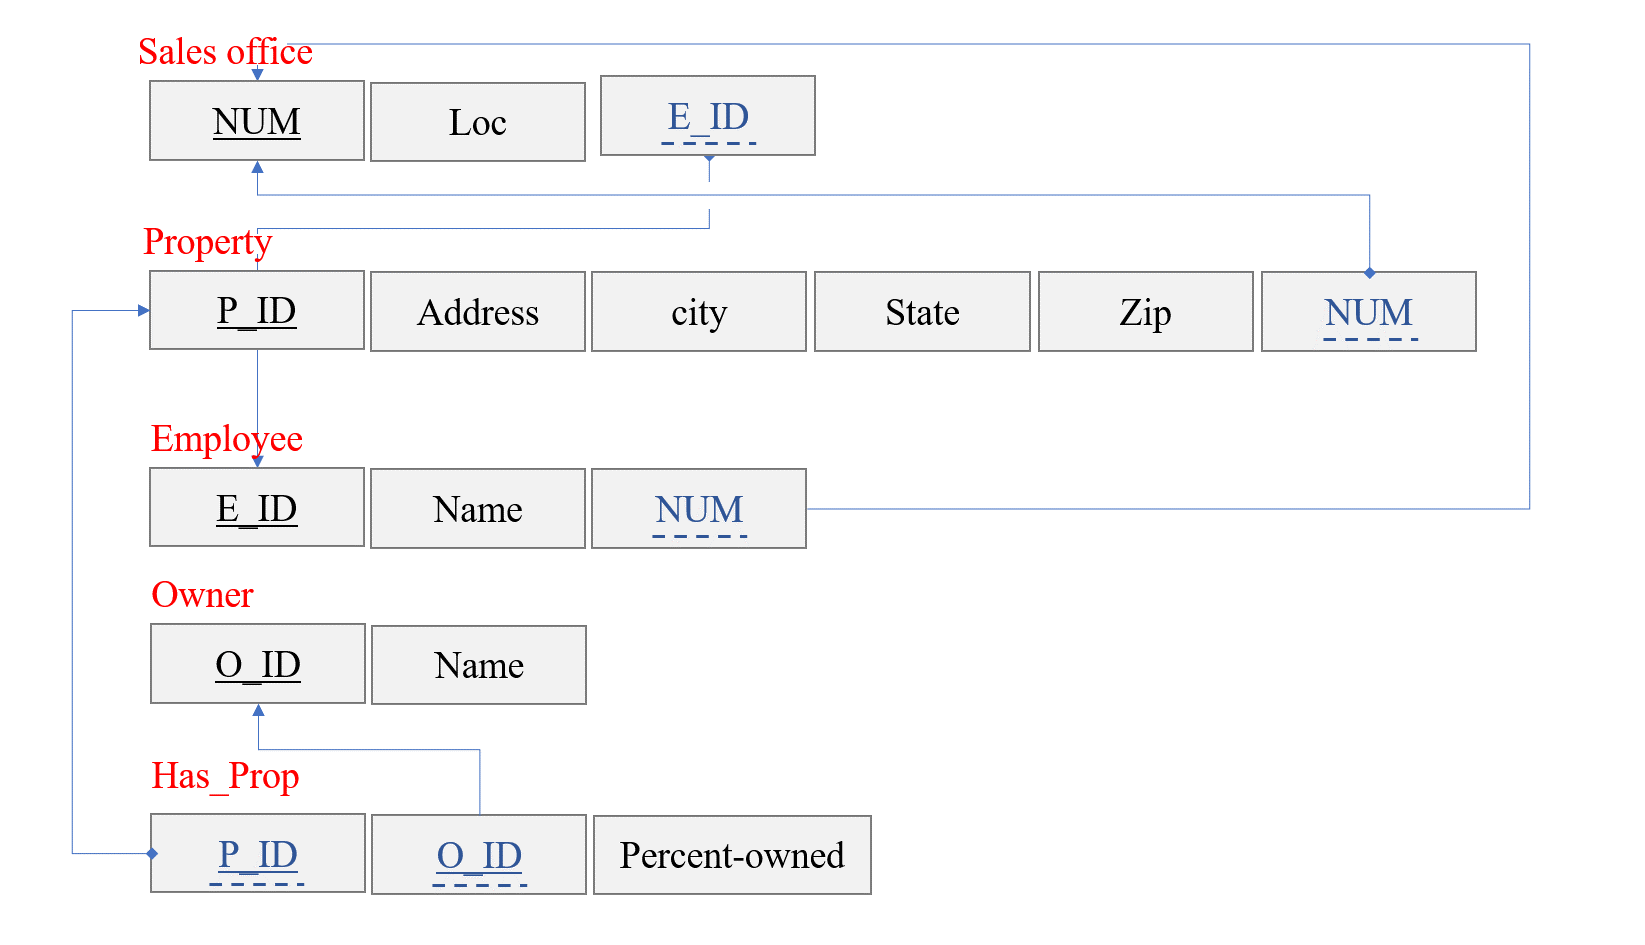 Sales office
NUM Loc E_ID
Property
P_ID Address city State Zip NUM
Employee
E_ID Name NUM
Owner
O_ID Name
Has_Prop
P_ID O_ID Percent-owned